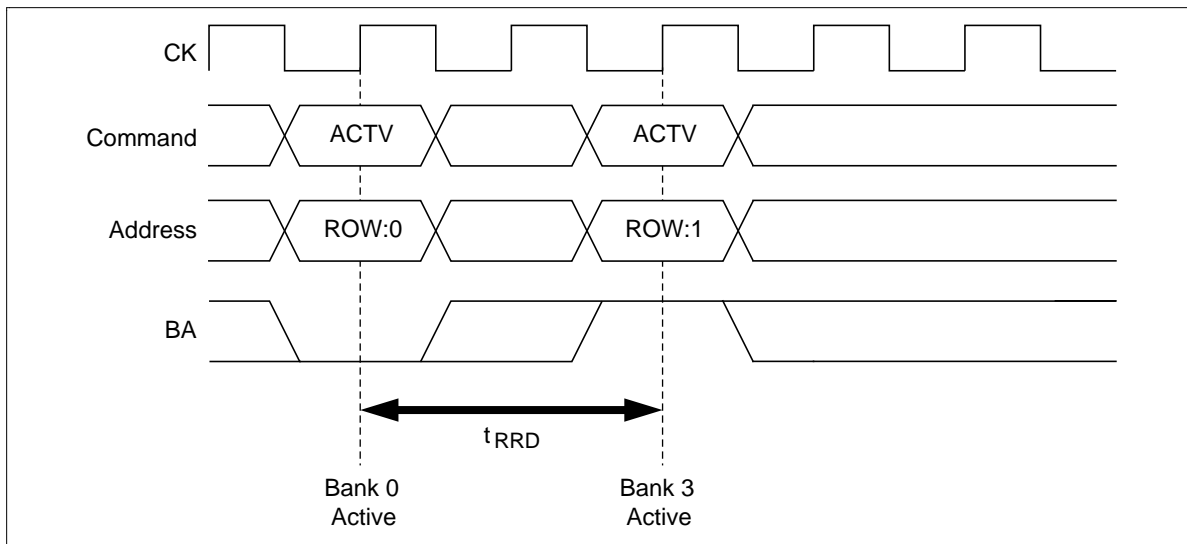 CK
Command
ACTV
ACTV
Address
ROW:0
ROW:1
BA
tRRD
Bank 0
Active
Bank 3
Active